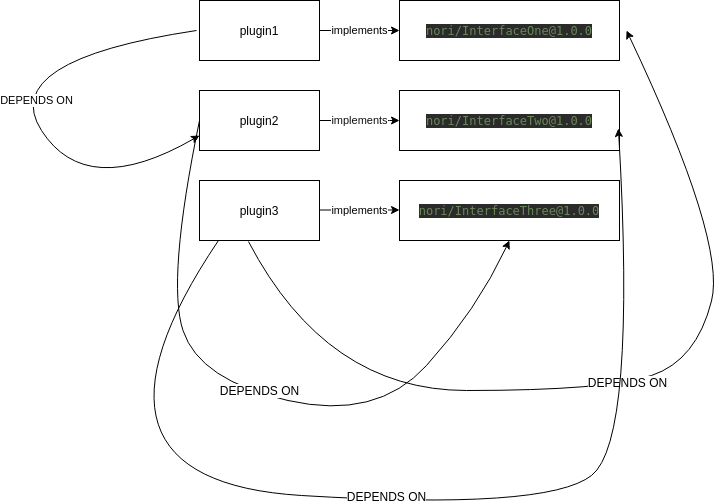 plugin1
implements
nori/InterfaceOne@1.0.0
DEPENDS ON
plugin2
implements
nori/InterfaceTwo@1.0.0
plugin3
implements
nori/InterfaceThree@1.0.0
DEPENDS ON
DEPENDS ON
DEPENDS ON